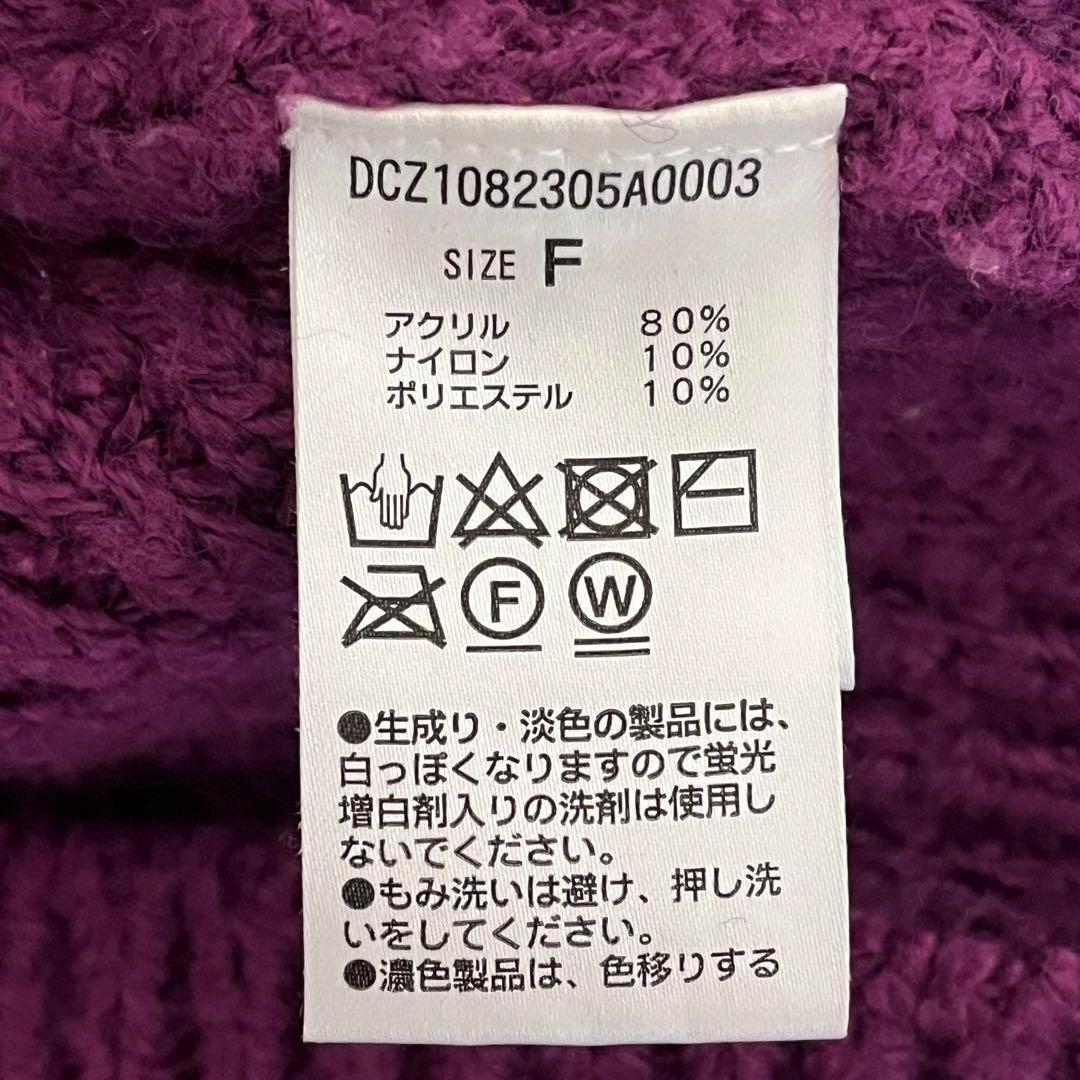 DCZ1082305A0003
SIZE F
アクリル 80%
ナイロン 10%
ポリエステル 10%
F W
●生成り・淡色の製品には、
白っぽくなりますので蛍光
増白剤入りの洗剤は使用し
ないでください。
●もみ洗いは避け、押し洗
いをしてください。
●濃色製品は、色移りする